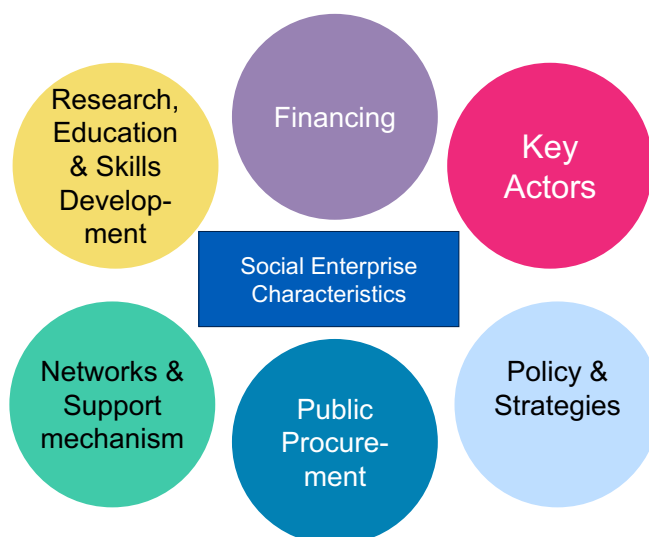 Research,
Education
& Skills
Develop-
ment
Financing
Key
Actors
Social Enterprise
Characteristics
Networks &
Support
mechanism
Public
Procure-
ment
Policy &
Strategies